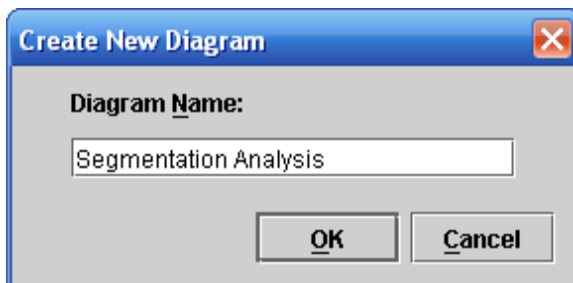 Create New Diagram
Diagram Name:
Segmentation Analysis
OK Cancel